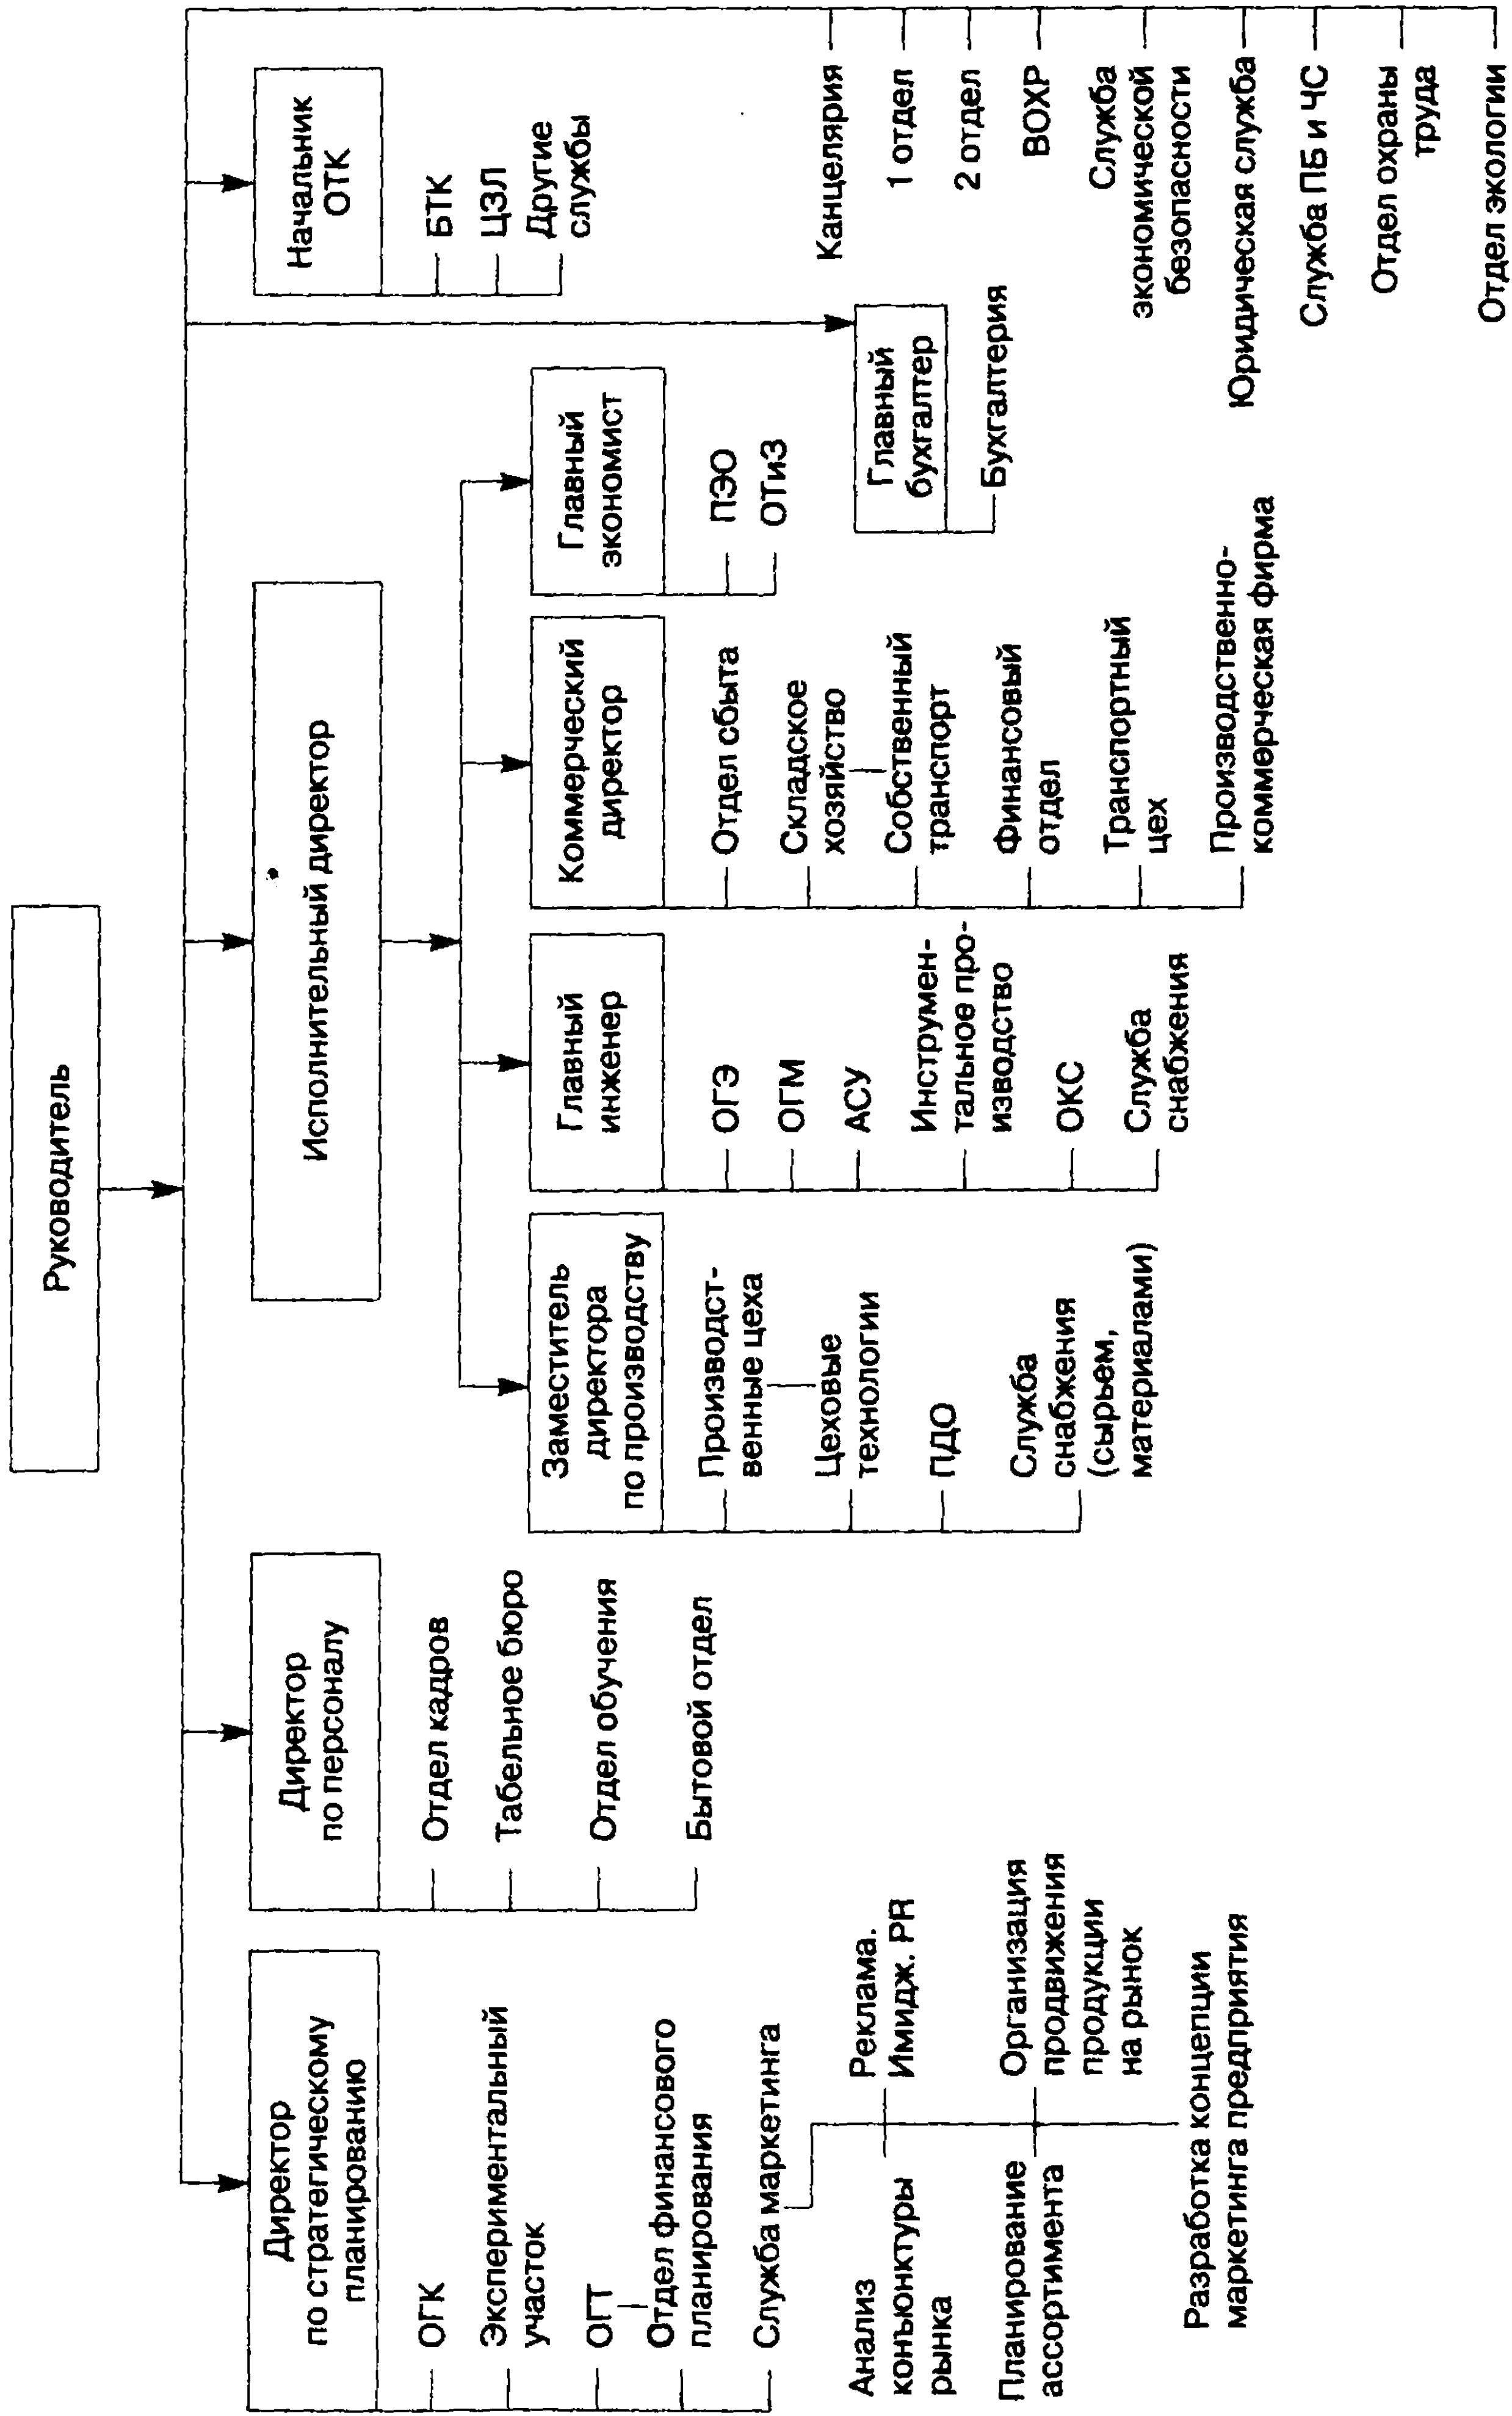 Руководитель
Директор
по стратегическому
планированию
ОГК
Экспериментальный
участок
ОГТ
Отдел финансового
планирования
Служба маркетинга
Анализ
конъюнктуры
рынка
Реклама.
Имидж. PR
Планирование
ассортимента
Организация
продвижения
продукции
на рынок
Разработка концепции
маркетинга предприятия
Директор
по персоналу
Отдел кадров
Табельное бюро
Отдел обучения
Бытовой отдел
Исполнительный директор
Заместитель
директора
по производству
Производст-
венные цеха
Цеховые
технологии
ПДО
Служба
снабжения
(сырьем,
материалами)
Главный
инженер
ОГЭ
ОГМ
АСУ
Инструмен-
тальное про-
изводство
ОКС
Служба
снабжения
Коммерческий
директор
Отдел сбыта
Складское
хозяйство
Собственный
транспорт
Финансовый
отдел
Транспортный
цех
Производственно-
коммерческая фирма
Главный
экономист
ПЭО
ОТиЗ
Главный
бухгалтер
Бухгалтерия
Начальник
ОТК
БТК
ЦЗЛ
Другие
службы
Канцелярия
1 отдел
2 отдел
ВОХР
Служба
экономической
безопасности
Юридическая служба
Служба ПБ и ЧС
Отдел охраны
труда
Отдел экологии